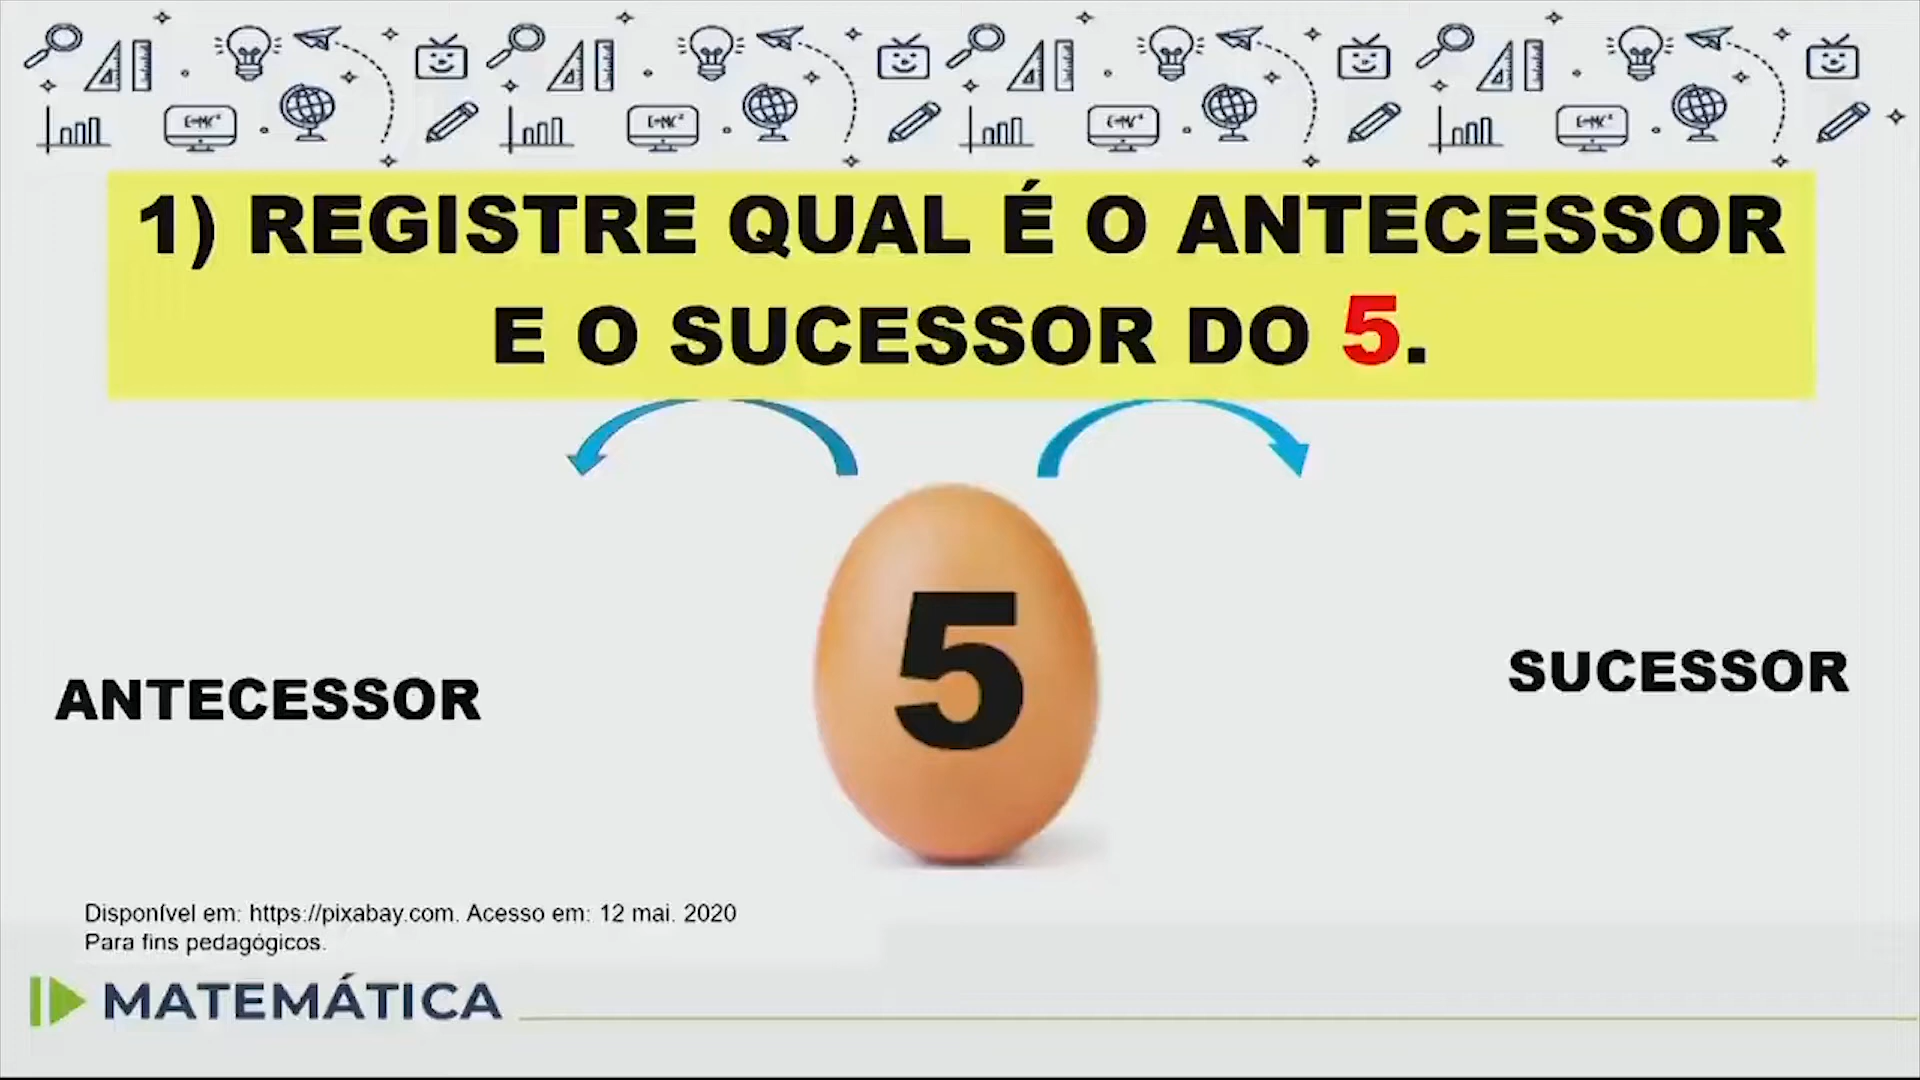 1) REGISTRE QUAL É O ANTECESSOR
E O SUCESSOR DO 5.
5
ANTECESSOR
SUCESSOR
Disponível em: https://pixabay.com. Acesso em: 12 mai. 2020
Para fins pedagógicos.
MATEMÁTICA